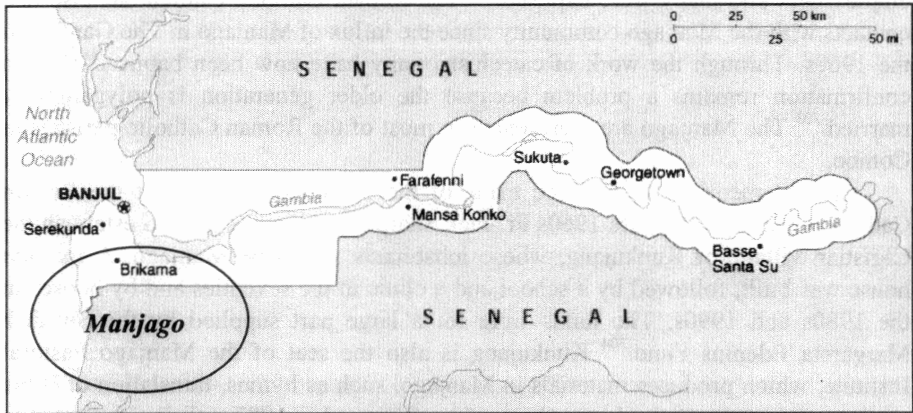 0 25 50 km
0 25 50 mi
SENEGAL
North
Atlantic
Ocean
BANJUL
Serekunda
Brikama
Manjago
Gambia
Farafenni
Mansa Konko
Sukuta
Georgetown
Gambia
Basse
Santa Su
SENEGAL